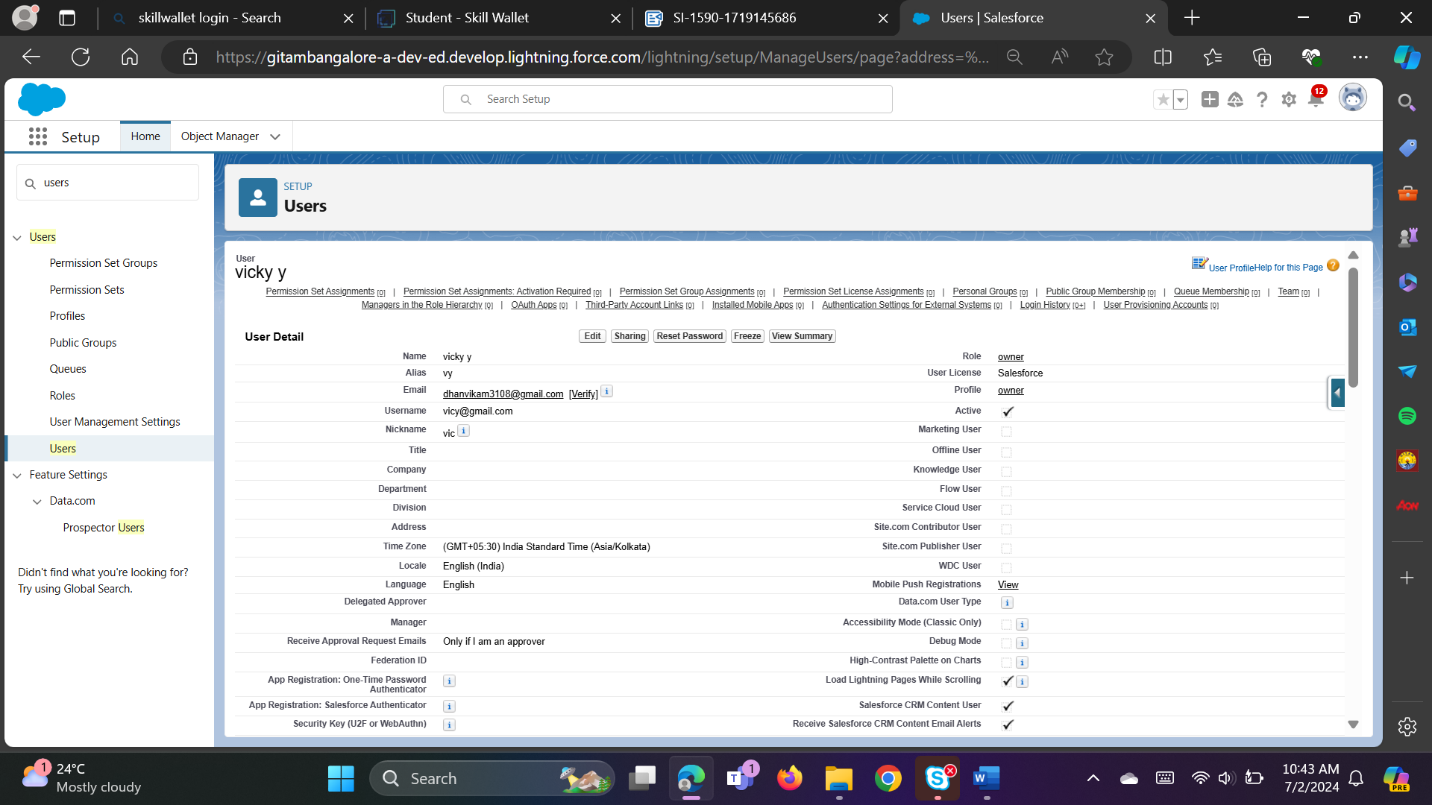 skillwallet login - Search
Student - Skill Wallet
SI-1590-1719145686
Users | Salesforce
https://gitambangalore-a-dev-ed.develop.lightning.force.com/lightning/setup/ManageUsers/page?address=%...
Search Setup
12
Setup
Home
Object Manager
users
Users
Permission Set Groups
Permission Sets
Profiles
Public Groups
Queues
Roles
User Management Settings
Users
Feature Settings
Data.com
Prospector Users
Didn't find what you're looking for?
Try using Global Search.
SETUP
Users
User
vicky y
User Profile
Help for this Page
Permission Set Assignments [0] | Permission Set Assignments: Activation Required [0] | Permission Set Group Assignments [0] | Permission Set License Assignments [0] | Personal Groups [0] | Public Group Membership [0] | Queue Membership [0] | Team [0] |
Managers in the Role Hierarchy [0] | OAuth Apps [0] | Third-Party Account Links [0] | Installed Mobile Apps [0] | Authentication Settings for External Systems [0] | Login History [0+] | User Provisioning Accounts [0]
User Detail
Edit Sharing Reset Password Freeze View Summary
Name vicky y Role owner
Alias vy User License Salesforce
Email dhanvikam3108@gmail.com [Verify] i Profile owner
Username vicy@gmail.com Active
Nickname vic i Marketing User
Title Offline User
Company Knowledge User
Department Flow User
Division Service Cloud User
Address Site.com Contributor User
Time Zone (GMT+05:30) India Standard Time (Asia/Kolkata) Site.com Publisher User
Locale English (India) WDC User
Language English Mobile Push Registrations View
Delegated Approver Data.com User Type i
Manager Accessibility Mode (Classic Only) i
Receive Approval Request Emails Only if I am an approver Debug Mode i
Federation ID High-Contrast Palette on Charts i
App Registration: One-Time Password
Authenticator i Load Lightning Pages While Scrolling i
App Registration: Salesforce Authenticator i Salesforce CRM Content User
Security Key (U2F or WebAuthn) i Receive Salesforce CRM Content Email Alerts
AON
1
24°C
Mostly cloudy
Search
1
10:43 AM
7/2/2024
PRE